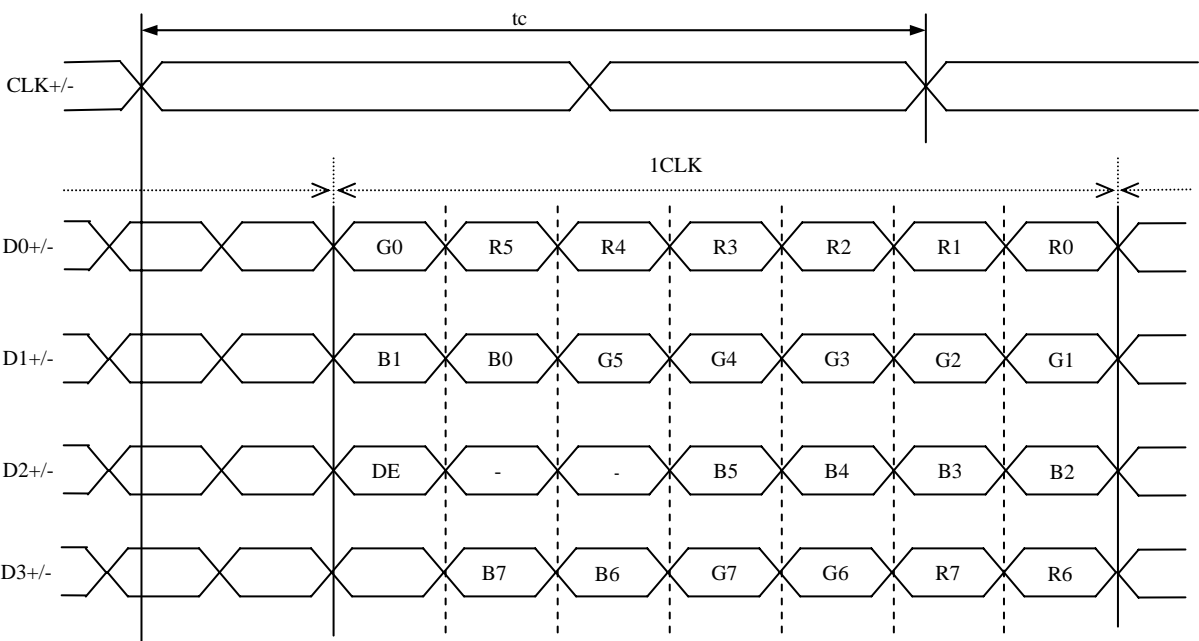 tc
CLK+/-
1CLK
D0+/- G0 R5 R4 R3 R2 R1 R0
D1+/- B1 B0 G5 G4 G3 G2 G1
D2+/- DE - - B5 B4 B3 B2
D3+/- B7 B6 G7 G6 R7 R6